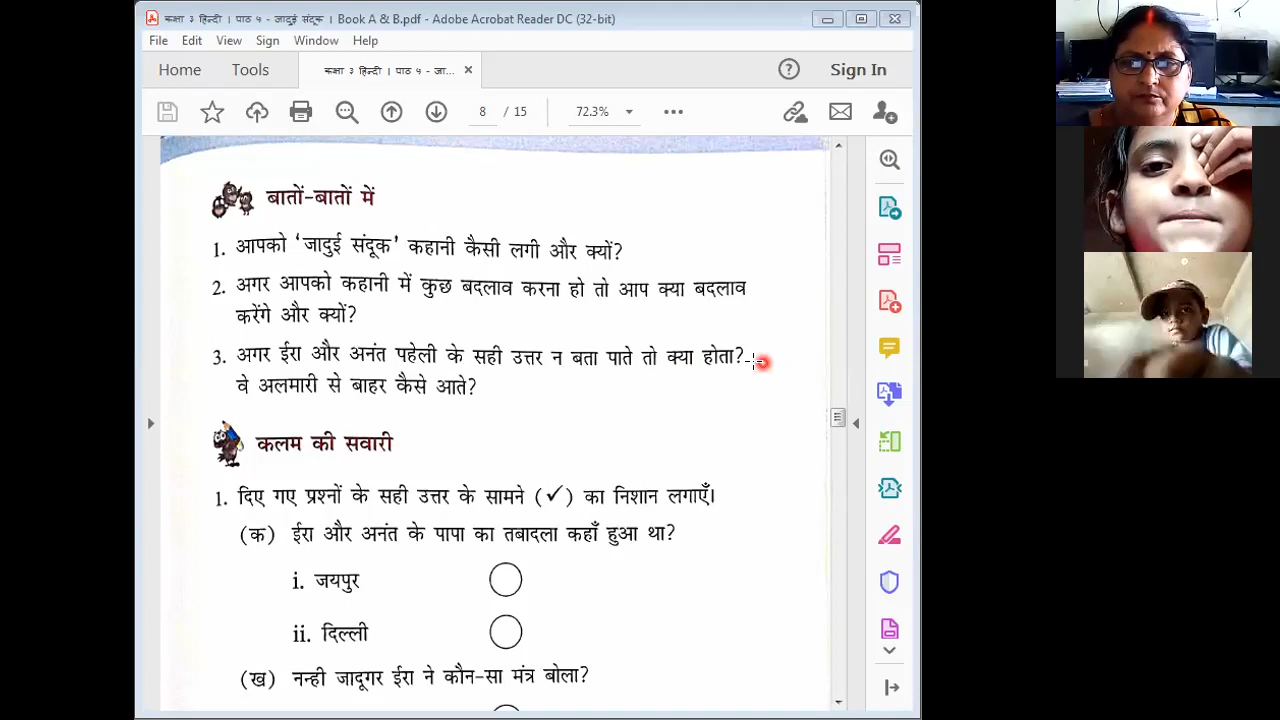 कक्षा ३ हिन्दी । पाठ ५ - जादुई संदूक । Book A & B.pdf - Adobe Acrobat Reader DC (32-bit)
File Edit View Sign Window Help
Home Tools कक्षा ३ हिन्दी । पाठ ५ - जा... Sign In
8 / 15 72.3%
बातों-बातों में
1. आपको ‘जादुई संदूक’ कहानी कैसी लगी और क्यों?
2. अगर आपको कहानी में कुछ बदलाव करना हो तो आप क्या बदलाव
करेंगे और क्यों?
3. अगर ईरा और अनंत पहेली के सही उत्तर न बता पाते तो क्या होता?
वे अलमारी से बाहर कैसे आते?
कलम की सवारी
1. दिए गए प्रश्नों के सही उत्तर के सामने (✓) का निशान लगाएँ।
(क) ईरा और अनंत के पापा का तबादला कहाँ हुआ था?
i. जयपुर
ii. दिल्ली
(ख) नन्ही जादूगर ईरा ने कौन-सा मंत्र बोला?